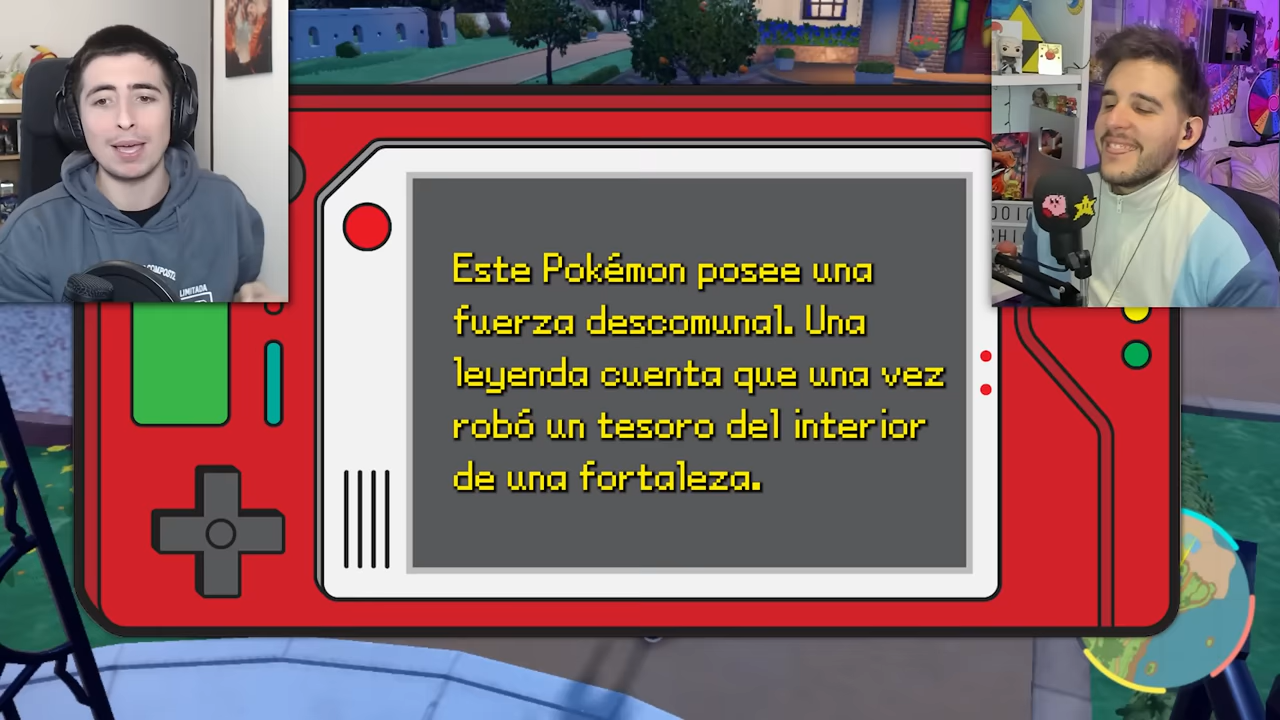 Este Pokémon posee una
fuerza descomunal. Una
leyenda cuenta que una vez
robó un tesoro del interior
de una fortaleza.
LIMITADA